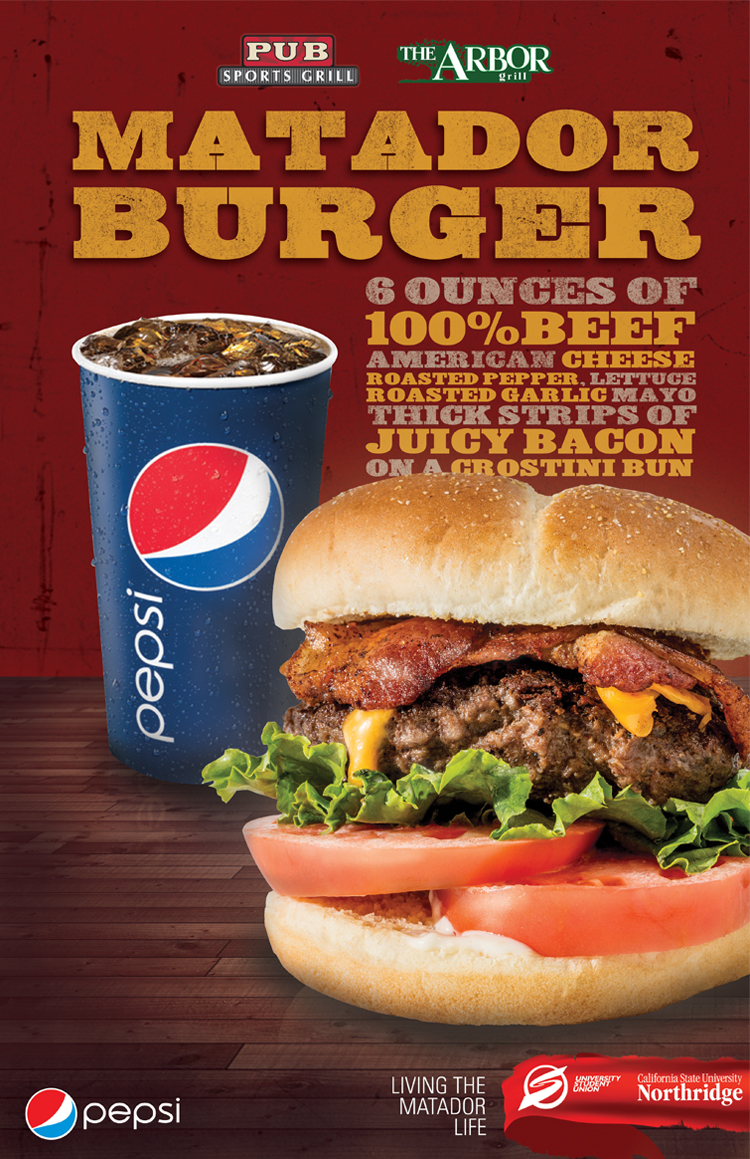 PUB
SPORTS GRILL
THE ARBOR
grill
MATADOR
BURGER
6 OUNCES OF
100% BEEF
AMERICAN CHEESE
ROASTED PEPPER, LETTUCE
ROASTED GARLIC MAYO
THICK STRIPS OF
JUICY BACON
ON A CROSTINI BUN
pepsi
pepsi
LIVING THE
MATADOR
LIFE
UNIVERSITY
STUDENT
UNION
California State University
Northridge